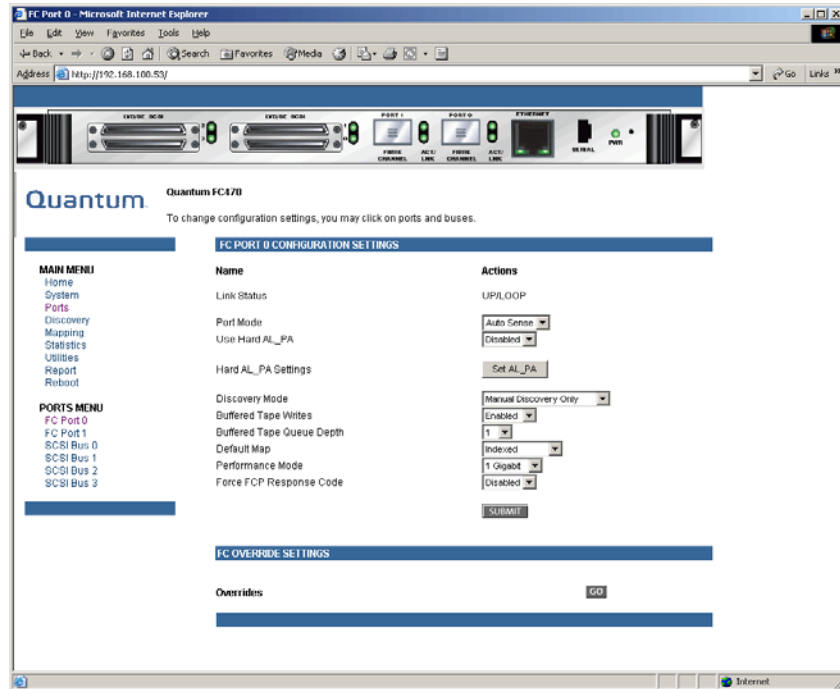 FC Port 0 - Microsoft Internet Explorer
File Edit View Favorites Tools Help
Back Search Favorites Media
Address http://192.168.100.53/ Go Links »
LVD/SE SCSI LVD/SE SCSI PORT 1 PORT 0 ETHERNET
FIBRE CHANNEL ACT/ LINK FIBRE CHANNEL ACT/ LINK SERIAL PWR
Quantum
Quantum FC470
To change configuration settings, you may click on ports and buses.
FC PORT 0 CONFIGURATION SETTINGS
MAIN MENU
Home
System
Ports
Discovery
Mapping
Statistics
Utilities
Report
Reboot
PORTS MENU
FC Port 0
FC Port 1
SCSI Bus 0
SCSI Bus 1
SCSI Bus 2
SCSI Bus 3
Name Actions
Link Status UP/LOOP
Port Mode Auto Sense
Use Hard AL_PA Disabled
Hard AL_PA Settings Set AL_PA
Discovery Mode Manual Discovery Only
Buffered Tape Writes Enabled
Buffered Tape Queue Depth 1
Default Map Indexed
Performance Mode 1 Gigabit
Force FCP Response Code Disabled
SUBMIT
FC OVERRIDE SETTINGS
Overrides GO
Internet